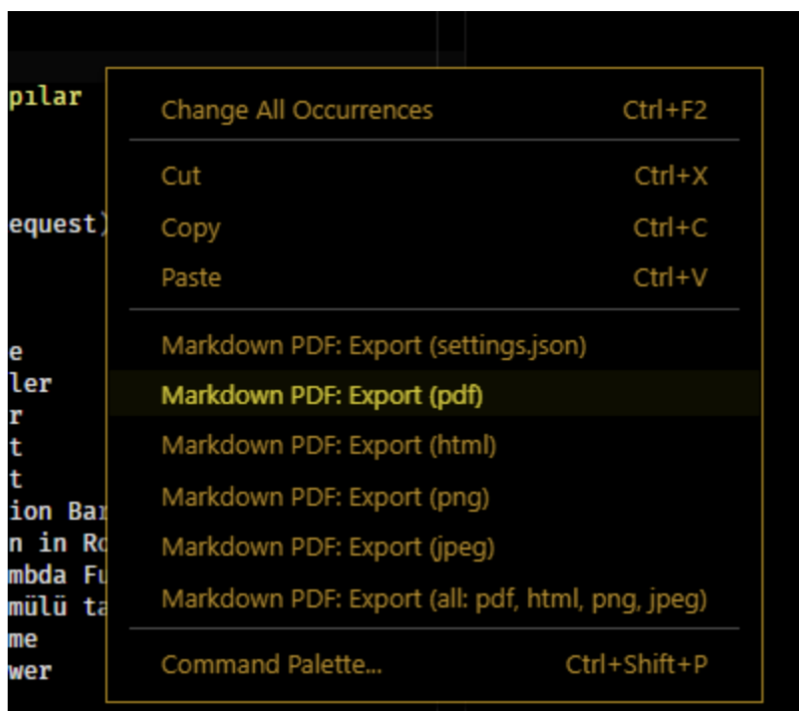 pılar
Change All Occurrences Ctrl+F2
Cut Ctrl+X
equest)
Copy Ctrl+C
Paste Ctrl+V
e
Markdown PDF: Export (settings.json)
ler
Markdown PDF: Export (pdf)
r
t
Markdown PDF: Export (html)
t
ion Bar
Markdown PDF: Export (png)
n in Ro
Markdown PDF: Export (jpeg)
mbda Fu
mülü ta
Markdown PDF: Export (all: pdf, html, png, jpeg)
me
wer
Command Palette... Ctrl+Shift+P